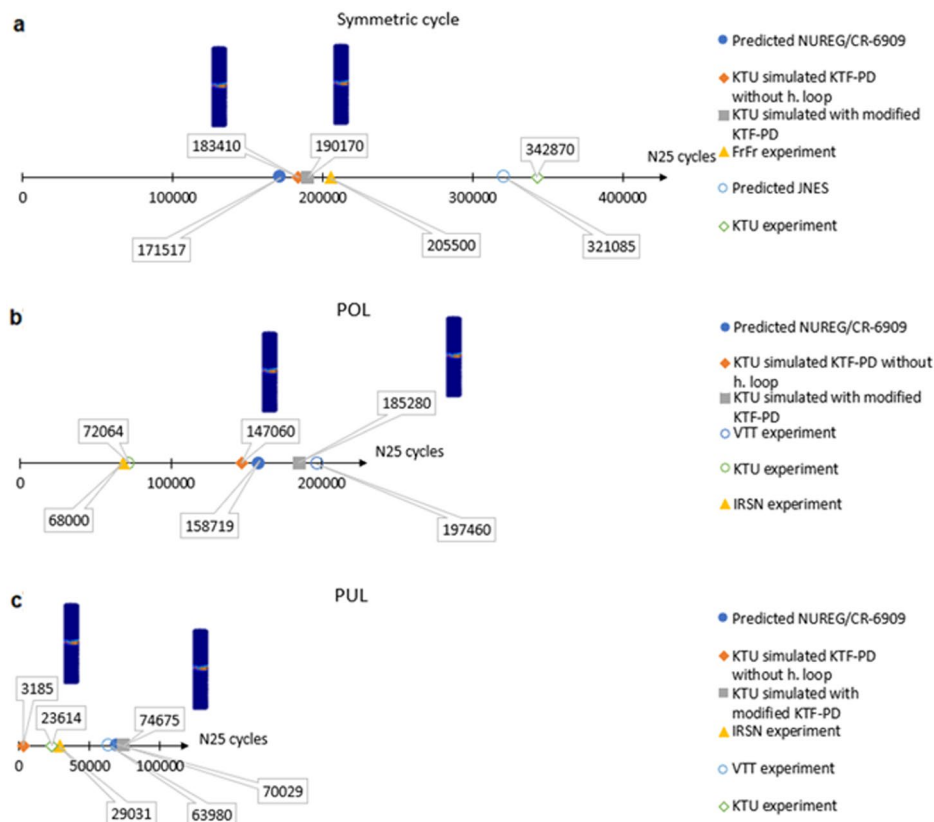 a
Symmetric cycle
183410
190170
342870
N25 cycles
0
100000
200000
300000
400000
171517
205500
321085
Predicted NUREG/CR-6909
KTU simulated KTF-PD
without h. loop
KTU simulated with modified
KTF-PD
FrFr experiment
Predicted JNES
KTU experiment
b
POL
72064
147060
185280
N25 cycles
0
100000
200000
68000
158719
197460
Predicted NUREG/CR-6909
KTU simulated KTF-PD without
h. loop
KTU simulated with modified
KTF-PD
VTT experiment
KTU experiment
IRSN experiment
c
PUL
3185
23614
74675
N25 cycles
0
50000
100000
70029
29031
63980
Predicted NUREG/CR-6909
KTU simulated KTF-PD
without h. loop
KTU simulated with
modified KTF-PD
IRSN experiment
VTT experiment
KTU experiment